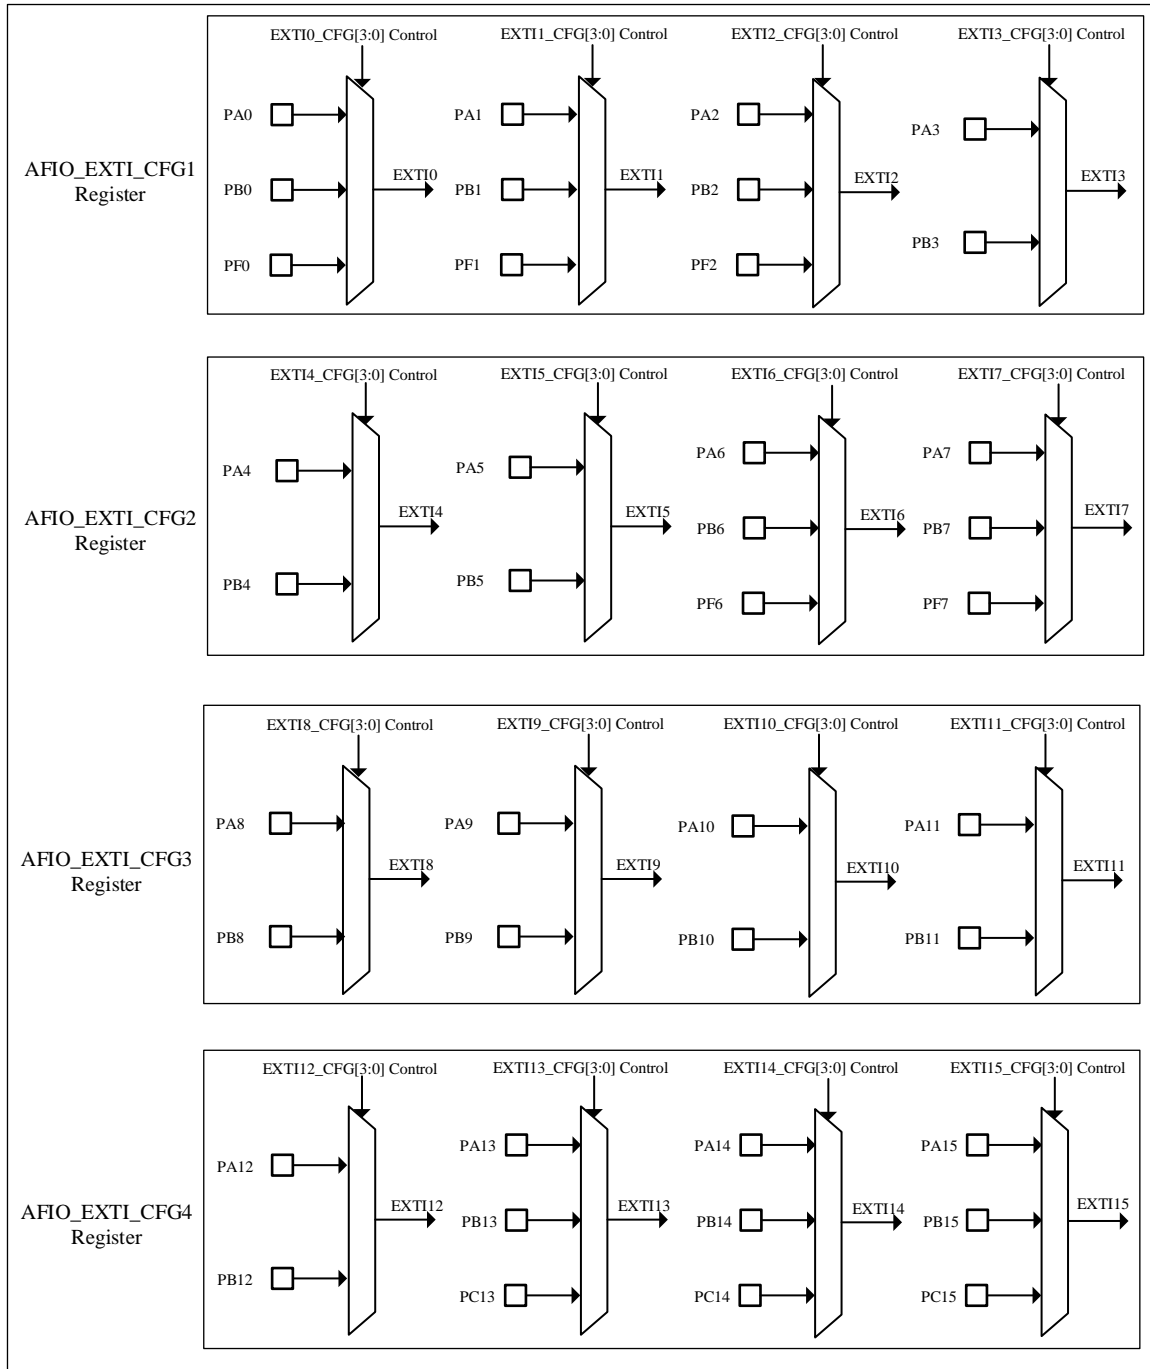 EXTI0_CFG[3:0] Control
EXTI1_CFG[3:0] Control
EXTI2_CFG[3:0] Control
EXTI3_CFG[3:0] Control
AFIO_EXTI_CFG1
Register
PA0
PB0
PF0
EXTI0
PA1
PB1
PF1
EXTI1
PA2
PB2
PF2
EXTI2
PA3
PB3
EXTI3
EXTI4_CFG[3:0] Control
EXTI5_CFG[3:0] Control
EXTI6_CFG[3:0] Control
EXTI7_CFG[3:0] Control
AFIO_EXTI_CFG2
Register
PA4
PB4
EXTI4
PA5
PB5
EXTI5
PA6
PB6
PF6
EXTI6
PA7
PB7
PF7
EXTI7
EXTI8_CFG[3:0] Control
EXTI9_CFG[3:0] Control
EXTI10_CFG[3:0] Control
EXTI11_CFG[3:0] Control
AFIO_EXTI_CFG3
Register
PA8
PB8
EXTI8
PA9
PB9
EXTI9
PA10
PB10
EXTI10
PA11
PB11
EXTI11
EXTI12_CFG[3:0] Control
EXTI13_CFG[3:0] Control
EXTI14_CFG[3:0] Control
EXTI15_CFG[3:0] Control
AFIO_EXTI_CFG4
Register
PA12
PB12
EXTI12
PA13
PB13
PC13
EXTI13
PA14
PB14
PC14
EXTI14
PA15
PB15
PC15
EXTI15